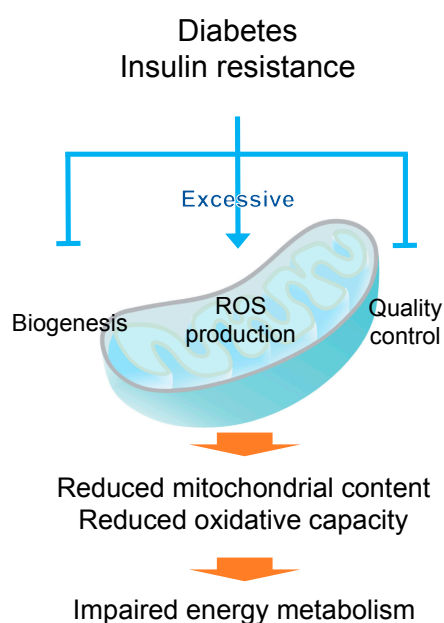 Diabetes
Insulin resistance
Excessive
Biogenesis
ROS
production
Quality
control
Reduced mitochondrial content
Reduced oxidative capacity
Impaired energy metabolism